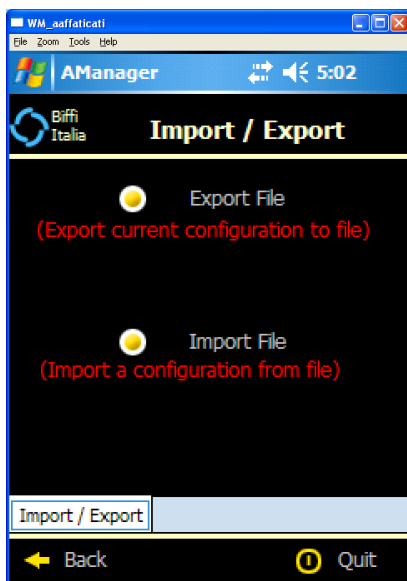 WM_aaffaticati
File Zoom Tools Help
AManager 5:02
Biffi
Italia
Import / Export
Export File
(Export current configuration to file)
Import File
(Import a configuration from file)
Import / Export
Back Quit